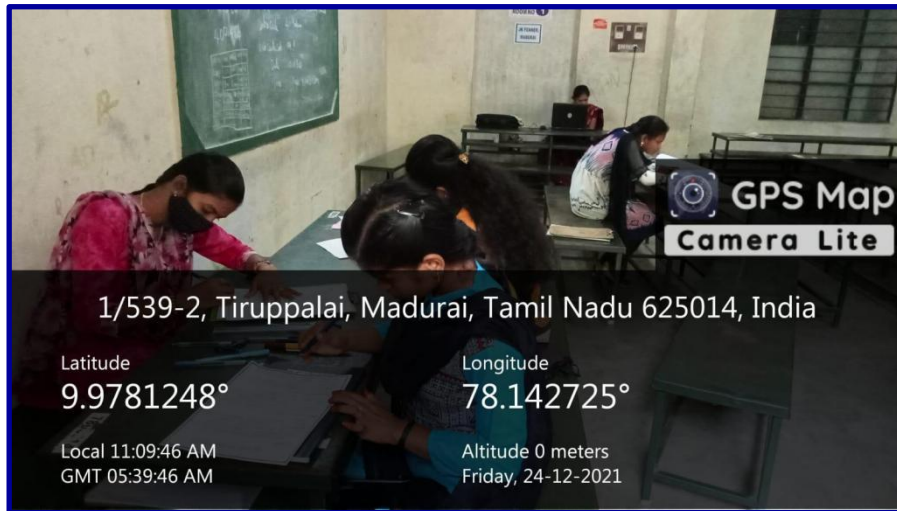 GPS Map
Camera Lite
1/539-2, Tiruppalai, Madurai, Tamil Nadu 625014, India
Latitude
9.9781248°
Longitude
78.142725°
Local 11:09:46 AM
GMT 05:39:46 AM
Altitude 0 meters
Friday, 24-12-2021